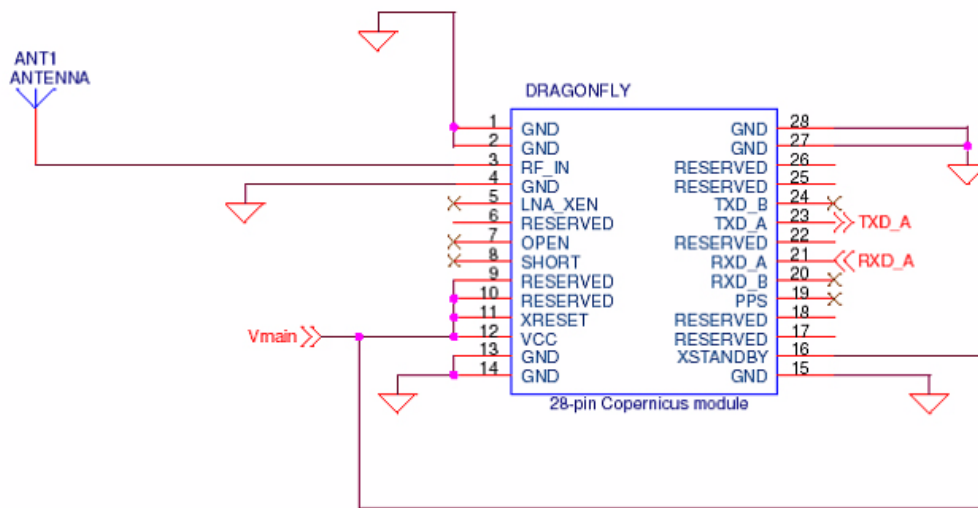 ANT1
ANTENNA
DRAGONFLY
1 GND GND 28
2 GND GND 27
3 RF_IN RESERVED 26
4 GND RESERVED 25
5 LNA_XEN TXD_B 24
6 RESERVED TXD_A 23 TXD_A
7 OPEN RESERVED 22
8 SHORT RXD_A 21 RXD_A
9 RESERVED RXD_B 20
10 RESERVED PPS 19
11 XRESET RESERVED 18
Vmain 12 VCC RESERVED 17
13 GND XSTANDBY 16
14 GND GND 15
28-pin Copernicus module